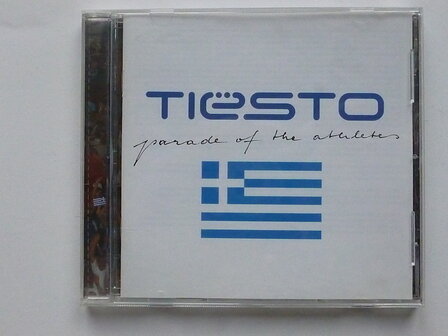 TIËSTO
parade of the athletes